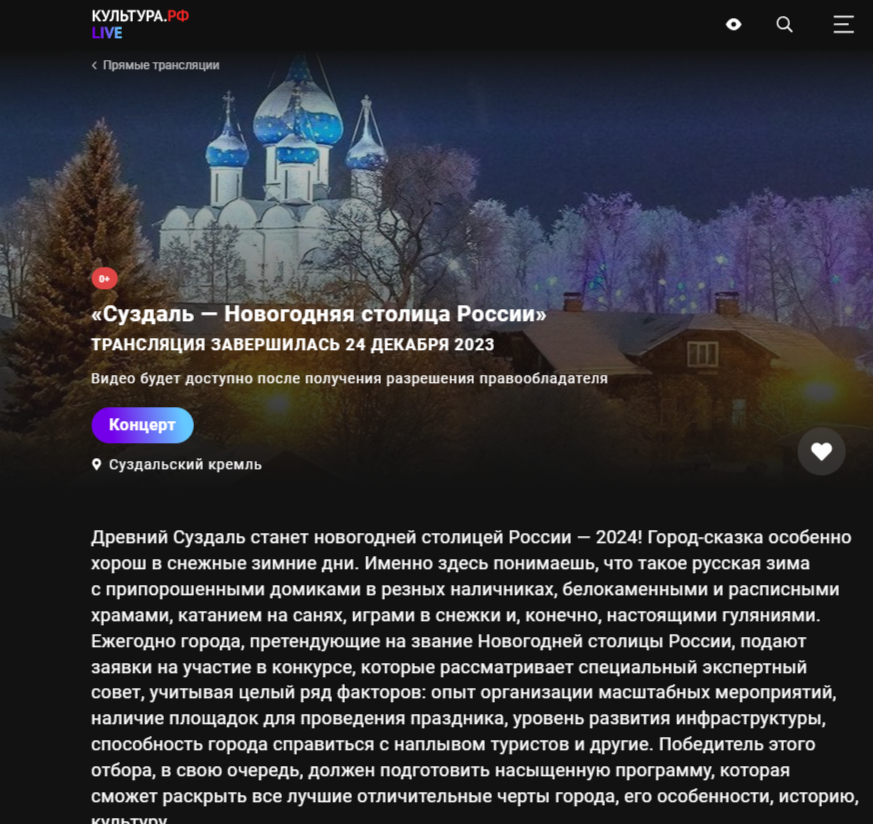 КУЛЬТУРА.РФ
LIVE
Прямые трансляции
0+
«Суздаль — Новогодняя столица России»
ТРАНСЛЯЦИЯ ЗАВЕРШИЛАСЬ 24 ДЕКАБРЯ 2023
Видео будет доступно после получения разрешения правообладателя
Концерт
Суздальский кремль
Древний Суздаль станет новогодней столицей России — 2024! Город-сказка особенно
хорош в снежные зимние дни. Именно здесь понимаешь, что такое русская зима
с припорошенными домиками в резных наличниках, белокаменными и расписными
храмами, катанием на санях, играми в снежки и, конечно, настоящими гуляниями.
Ежегодно города, претендующие на звание Новогодней столицы России, подают
заявки на участие в конкурсе, которые рассматривает специальный экспертный
совет, учитывая целый ряд факторов: опыт организации масштабных мероприятий,
наличие площадок для проведения праздника, уровень развития инфраструктуры,
способность города справиться с наплывом туристов и другие. Победитель этого
отбора, в свою очередь, должен подготовить насыщенную программу, которая
сможет раскрыть все лучшие отличительные черты города, его особенности, историю,
культуру